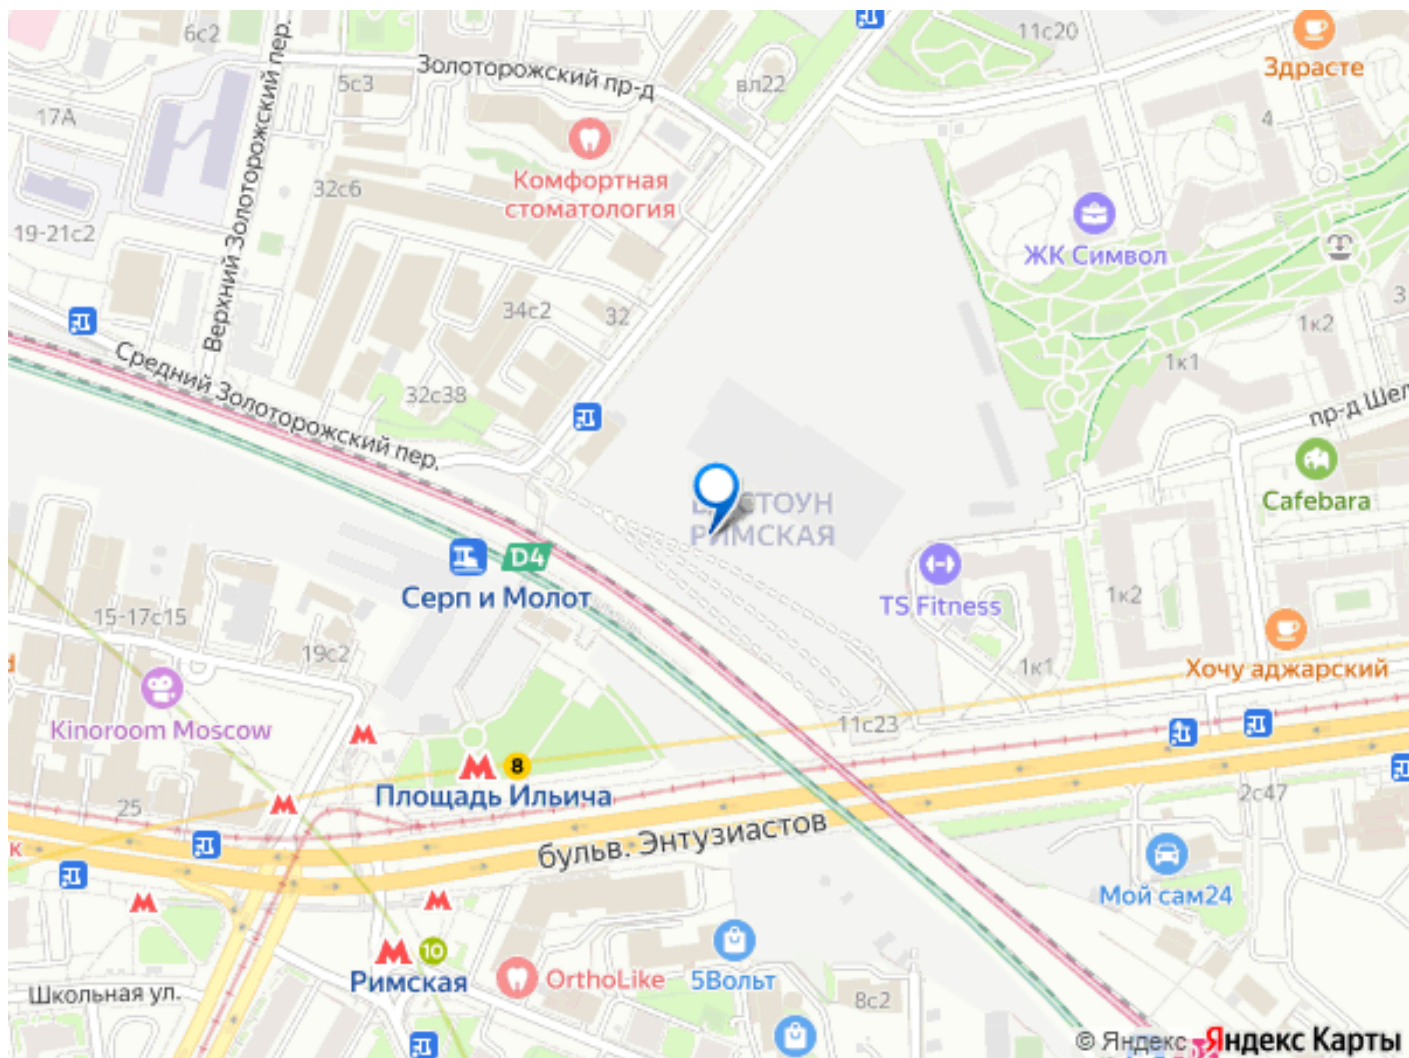 6с2
11с20
Здрасте
Золоторожский пр-д
5с3
вл22
17А
4
Верхний Золоторожский пер.
Комфортная
стоматология
32с6
19-21с2
ЖК Символ
34с2
32
3
1к2
1к1
Средний Золоторожский пер.
32с38
пр-д Шел
Cafebara
РИМСКАЯ
D4
Серп и Молот
TS Fitness
1к2
15-17с15
19с2
Хочу аджарский
1к1
Kinoroom Moscow
11с23
8
Площадь Ильича
25
2с47
бульв. Энтузиастов
к
Мой сам24
10
Римская
OrthoLike
5Вольт
Школьная ул.
8с2
© Яндекс
Яндекс Карты